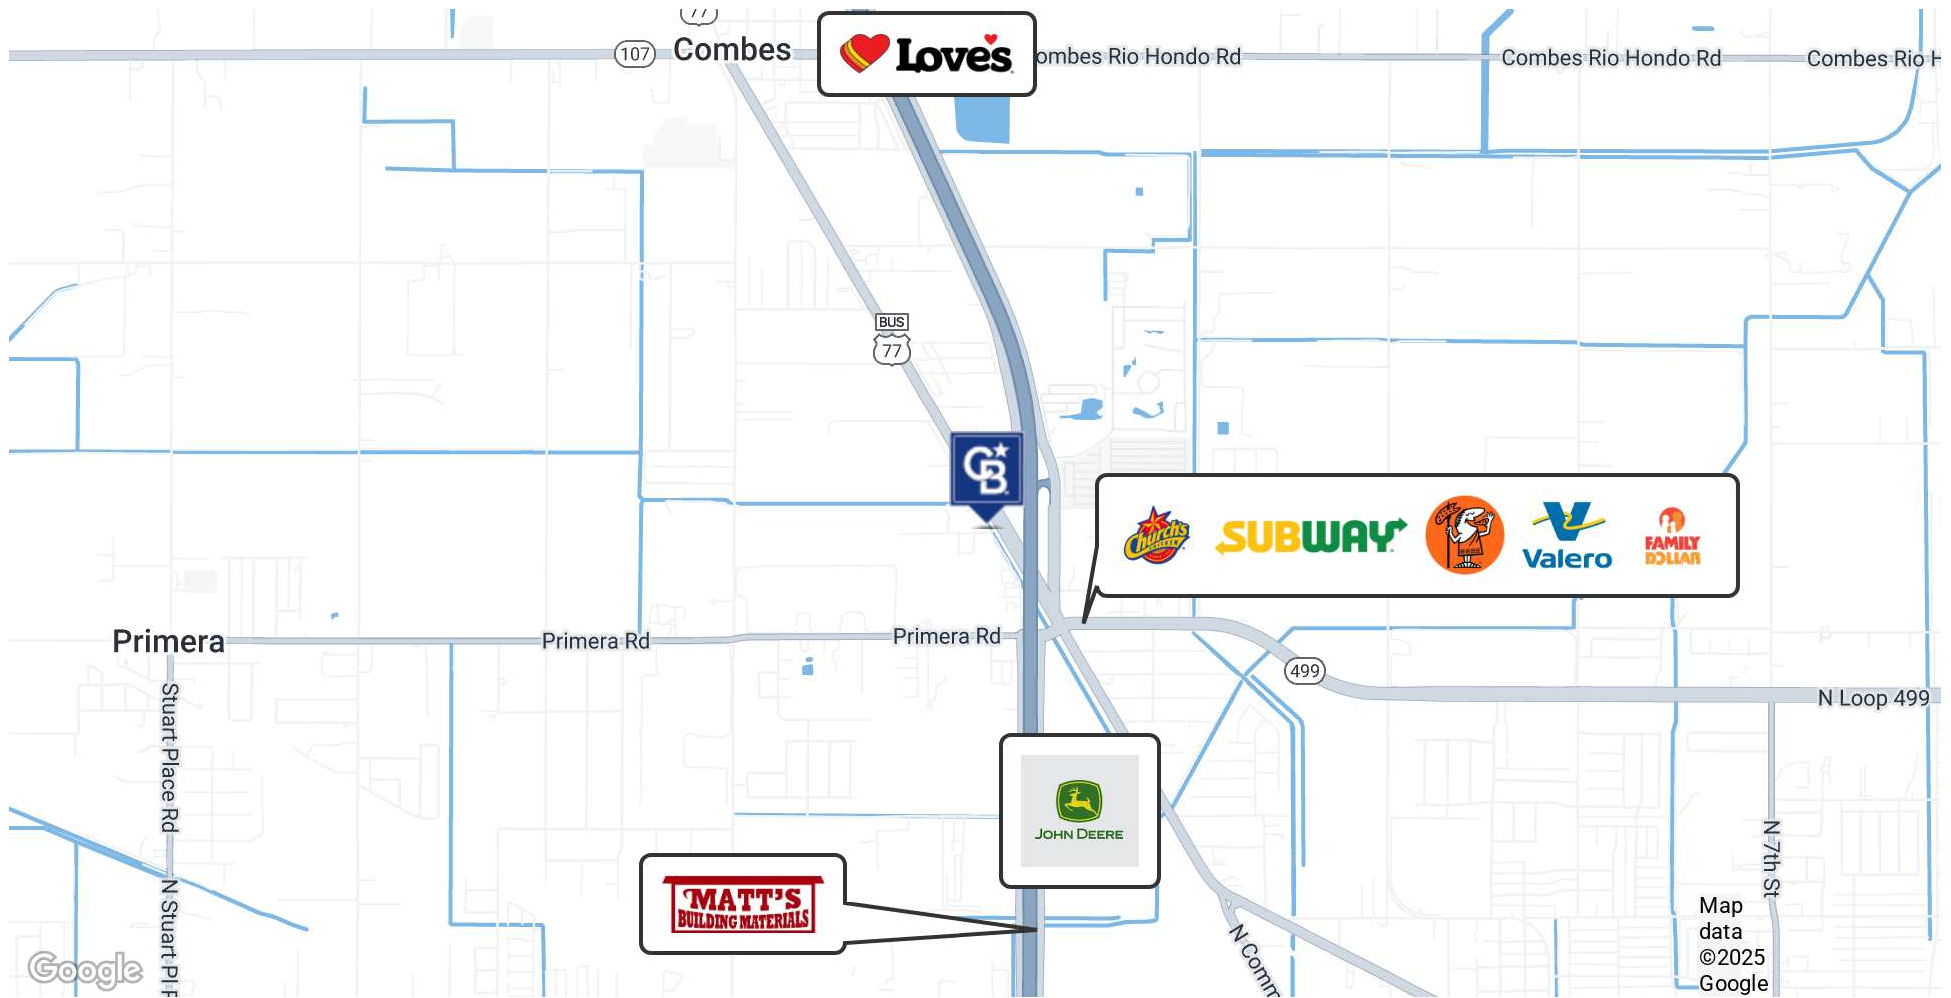 77
107
Combes
Love's
ombes Rio Hondo Rd
Combes Rio Hondo Rd
Combes Rio H
BUS
77
CB
Church's
SUBWAY
Valero
FAMILY
DOLLAR
Primera
Primera Rd
Primera Rd
499
N Loop 499
Stuart Place Rd
JOHN DEERE
N 7th St
MATT'S
BUILDING MATERIALS
N Stuart Pl R
N Comm
Map
data
©2025
Google
Google